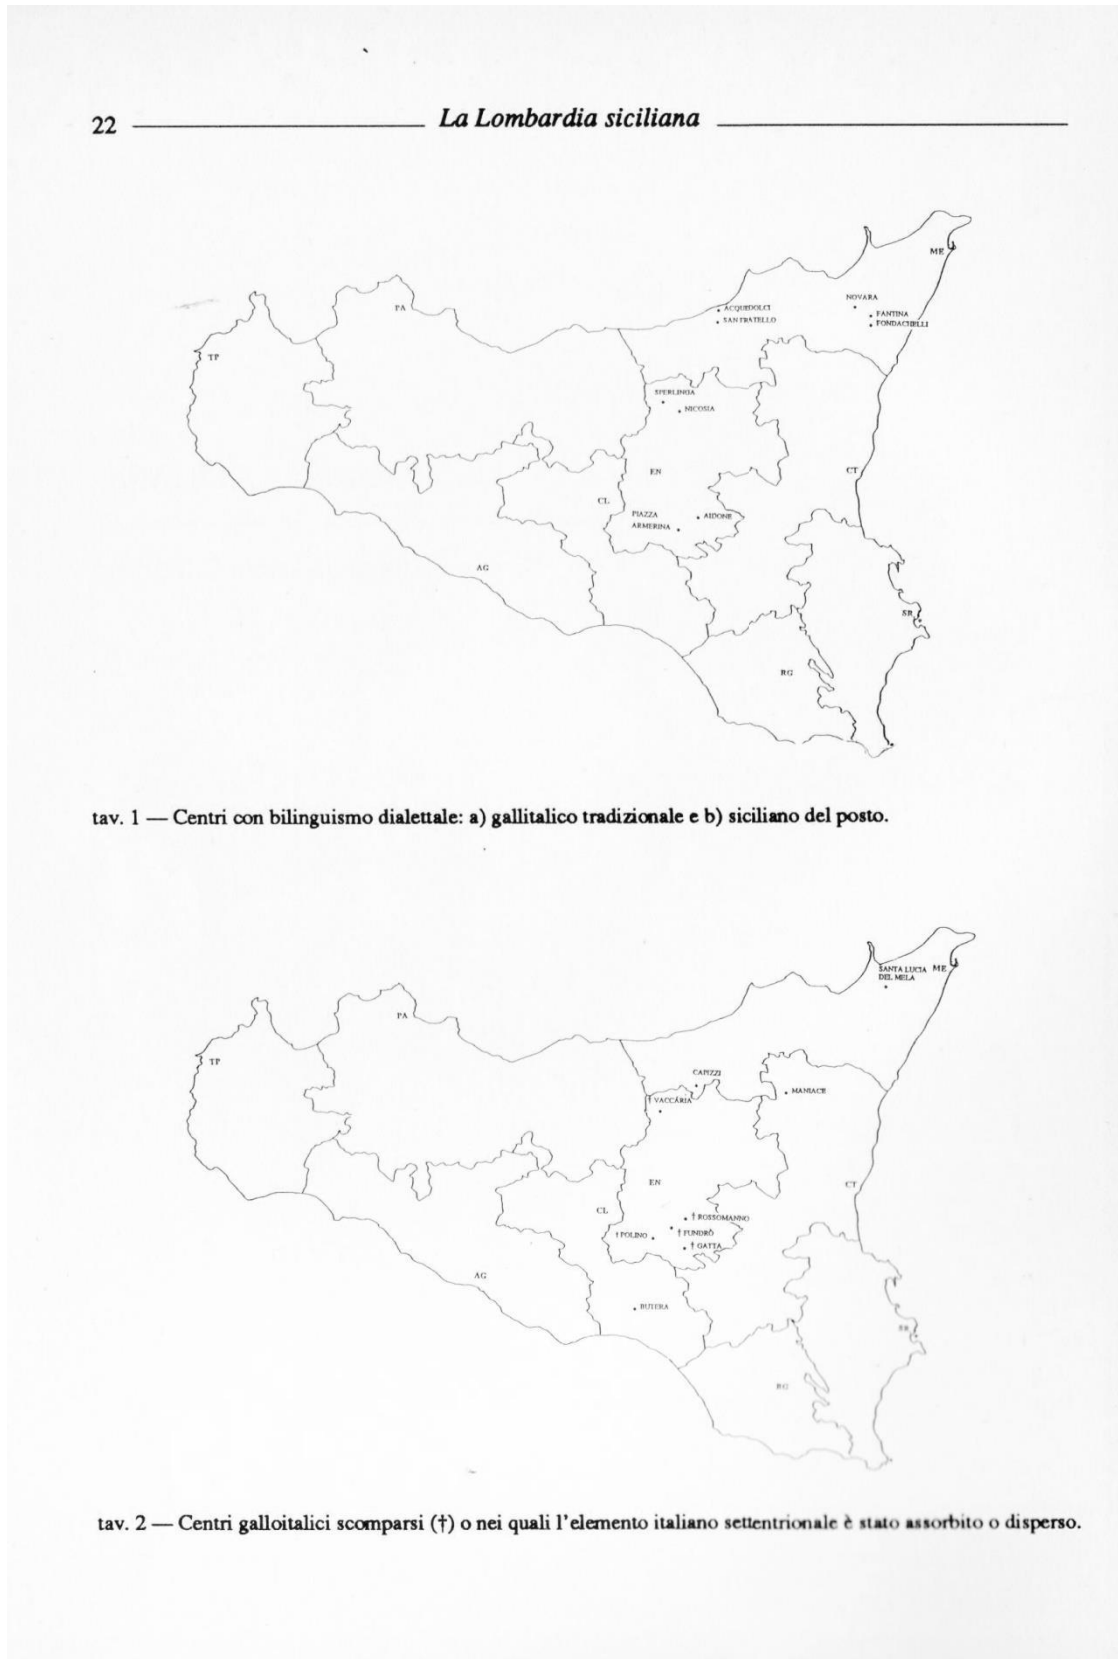 22 La Lombardia siciliana
ME
NOVARA
PA
ACQUEDOLCI
FANTINA
SAN FRATELLO
FONDACHELLI
TP
SPERLINGA
NICOSIA
EN
CT
CL
PIAZZA
ARMERINA
AIDONE
AG
SR
RG
tav. 1 — Centri con bilinguismo dialettale: a) gallitalico tradizionale e b) siciliano del posto.
SANTA LUCIA
DEL MELA
ME
PA
TP
CAPIZZI
MANIACE
† VACCÀRIA
EN
CT
CL
† ROSSOMANNO
† POLINO
† FUNDRÒ
† GATTA
AG
BUTERA
SR
RG
tav. 2 — Centri galloitalici scomparsi (†) o nei quali l'elemento italiano settentrionale è stato assorbito o disperso.